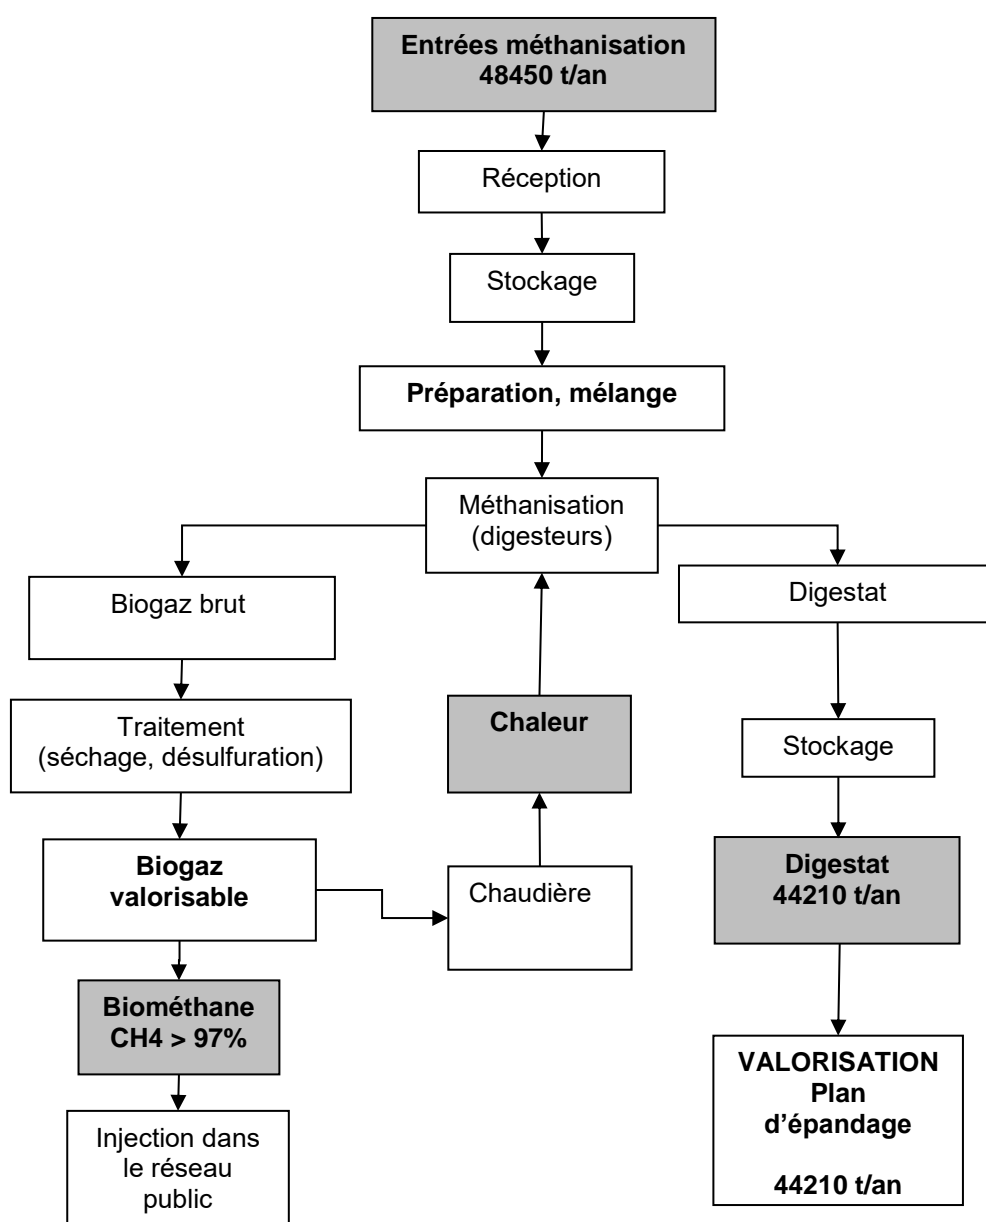 Entrées méthanisation
48450 t/an
Réception
Stockage
Préparation, mélange
Méthanisation
(digesteurs)
Biogaz brut
Digestat
Traitement
(séchage, désulfuration)
Chaleur
Stockage
Biogaz
valorisable
Chaudière
Digestat
44210 t/an
Biométhane
CH4 > 97%
Injection dans
le réseau
public
VALORISATION
Plan
d’épandage
44210 t/an